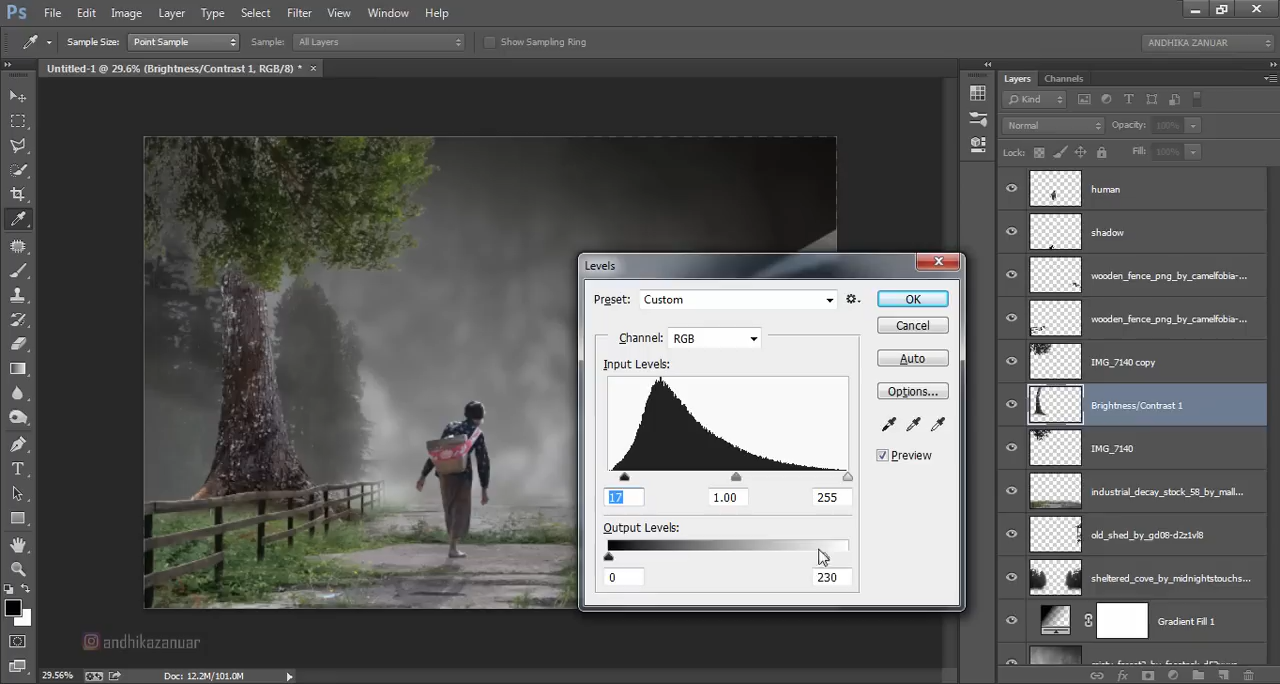 Ps File Edit Image Layer Type Select Filter View Window Help
Sample Size: Point Sample Sample: All Layers Show Sampling Ring ANDHIKA ZANUAR
Untitled-1 @ 29.6% (Brightness/Contrast 1, RGB/8) * ×
Layers Channels
Kind
Normal Opacity: 100%
Lock: Fill: 100%
human
shadow
wooden_fence_png_by_camelfobia-...
wooden_fence_png_by_camelfobia-...
IMG_7140 copy
Brightness/Contrast 1
IMG_7140
industrial_decay_stock_58_by_mall...
old_shed_by_gd08-d2z1vl8
sheltered_cove_by_midnightstouchs...
Gradient Fill 1
Levels
Preset: Custom
OK
Channel: RGB
Cancel
Input Levels:
Auto
Options...
Preview
17 1.00 255
Output Levels:
0 230
andhikazanuar
29.56% Doc: 12.2M/101.0M